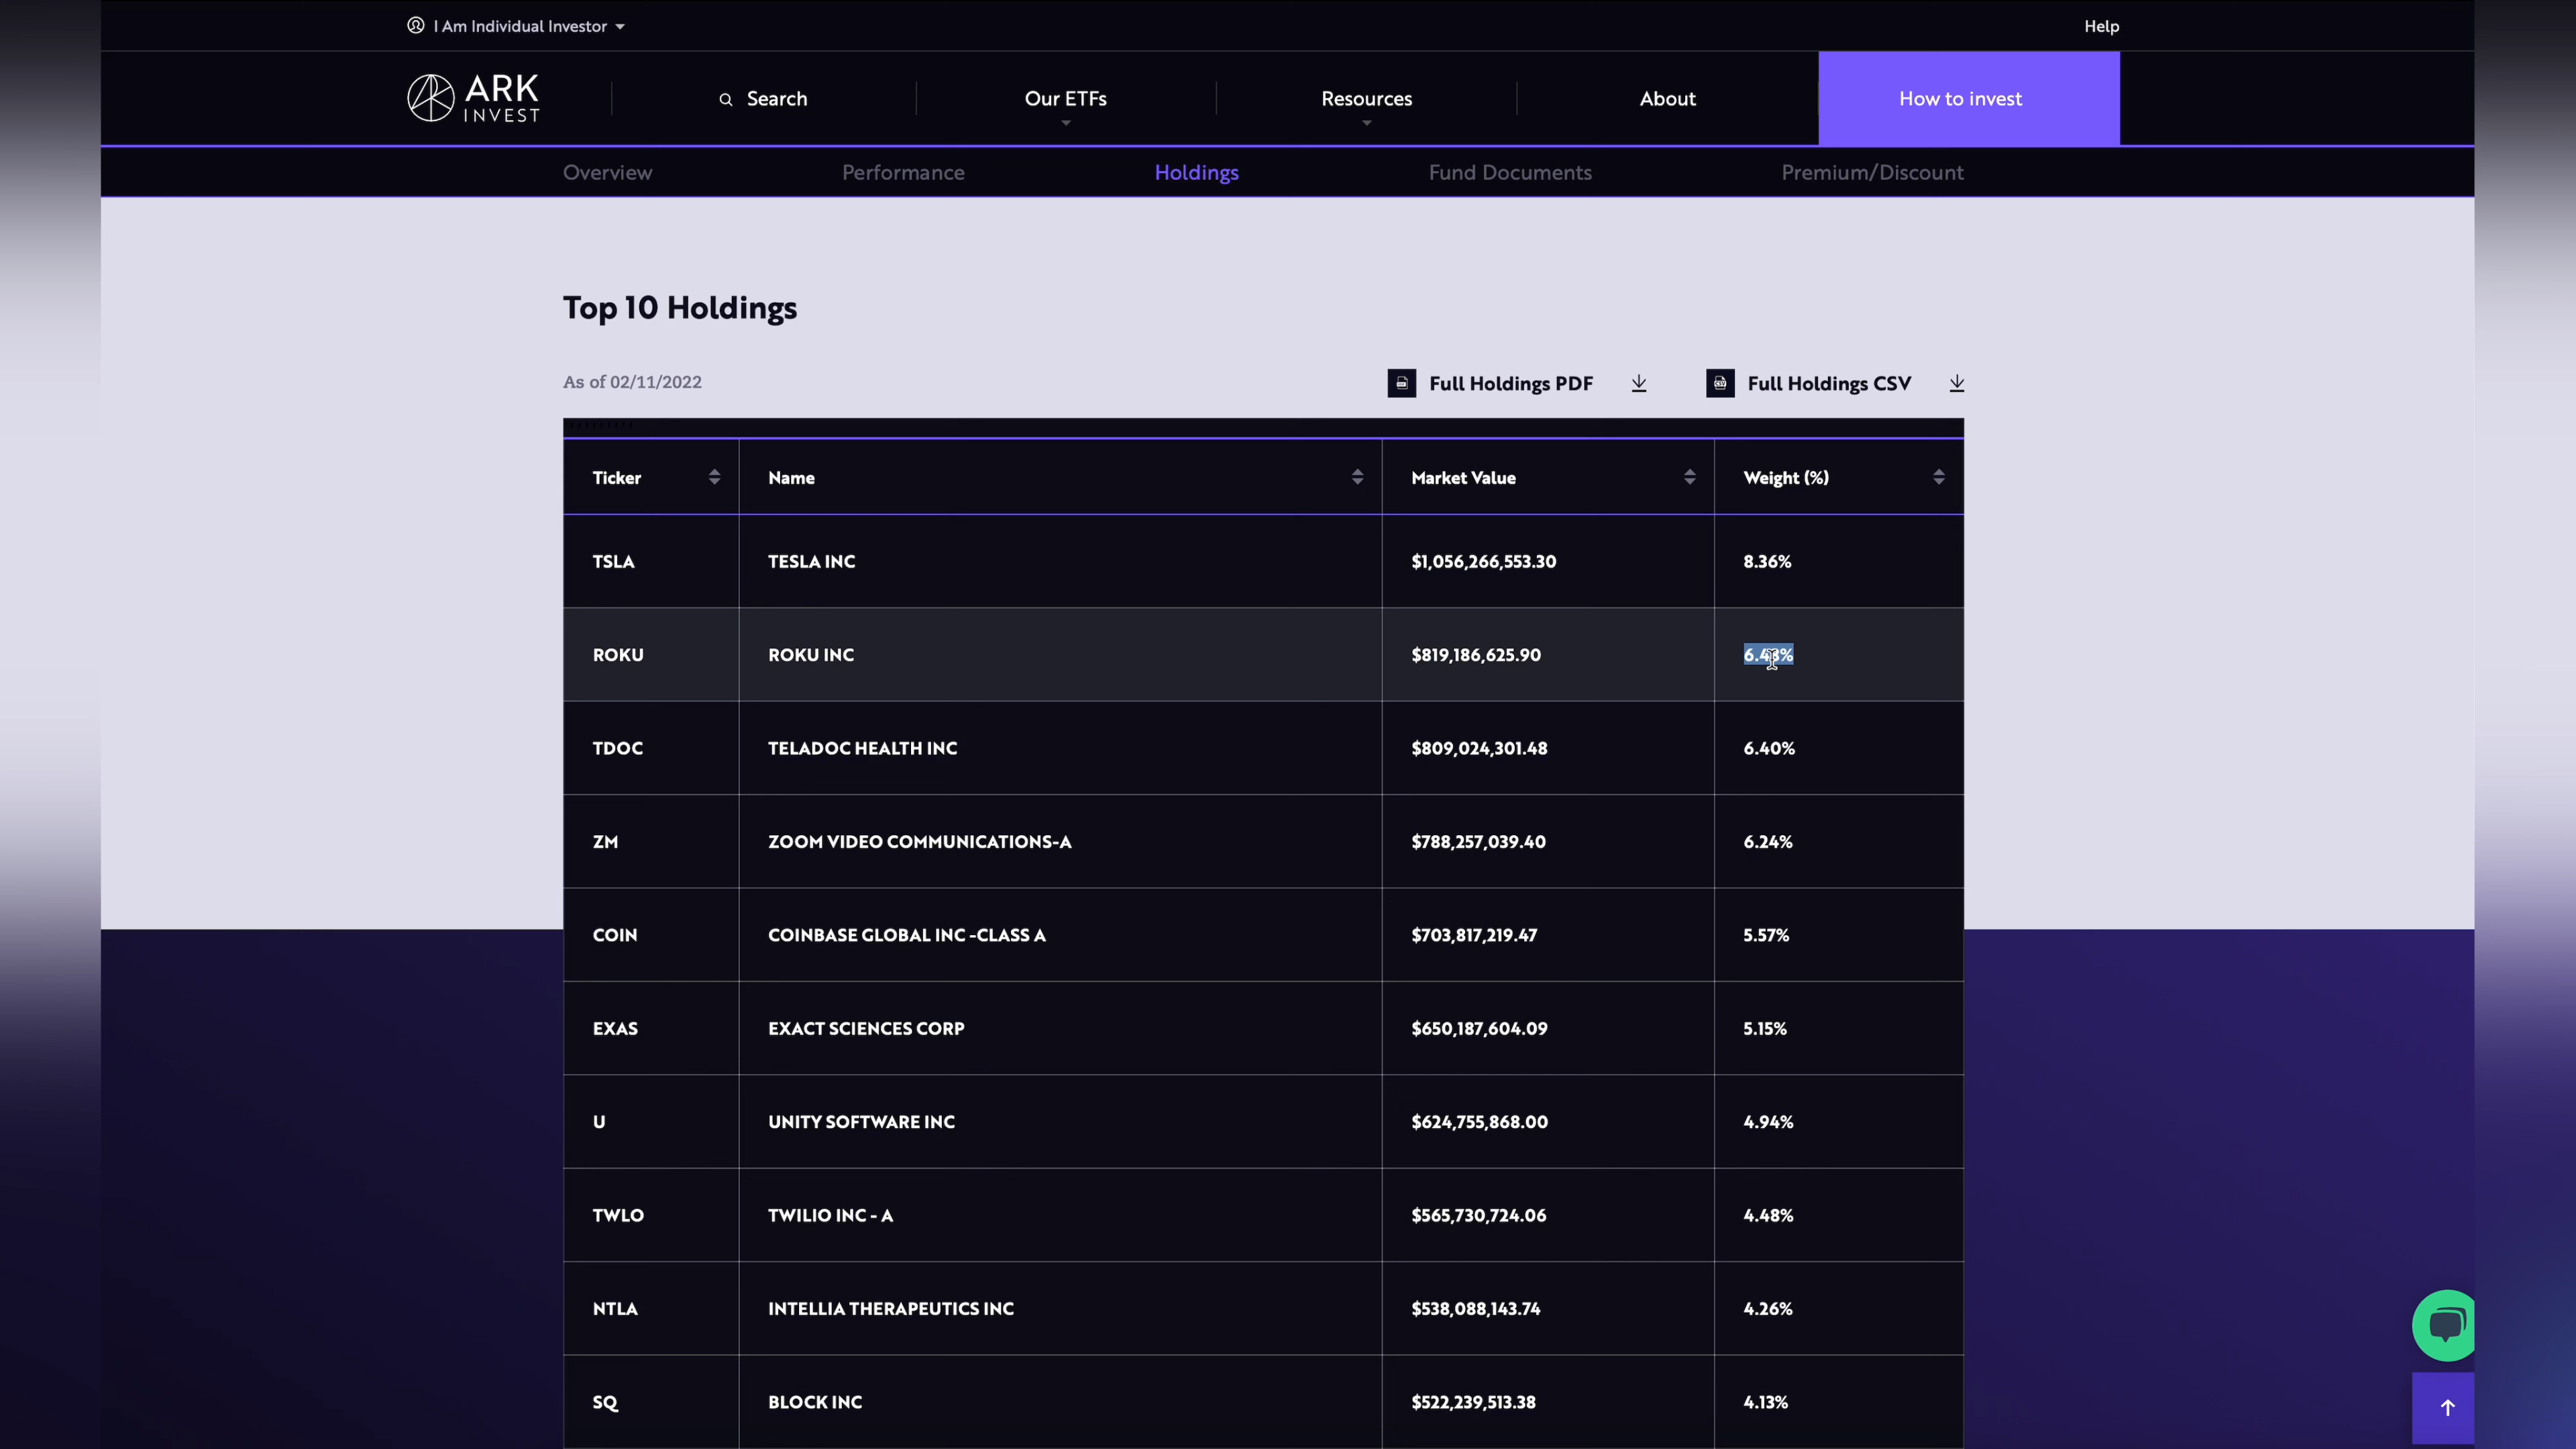 I Am Individual Investor
Help
ARK
INVEST
Search
Our ETFs
Resources
About
How to invest
Overview
Performance
Holdings
Fund Documents
Premium/Discount
Top 10 Holdings
As of 02/11/2022
Full Holdings PDF
Full Holdings CSV
Ticker Name Market Value Weight (%)
TSLA TESLA INC $1,056,266,553.30 8.36%
ROKU ROKU INC $819,186,625.90 6.48%
TDOC TELADOC HEALTH INC $809,024,301.48 6.40%
ZM ZOOM VIDEO COMMUNICATIONS-A $788,257,039.40 6.24%
COIN COINBASE GLOBAL INC -CLASS A $703,817,219.47 5.57%
EXAS EXACT SCIENCES CORP $650,187,604.09 5.15%
U UNITY SOFTWARE INC $624,755,868.00 4.94%
TWLO TWILIO INC - A $565,730,724.06 4.48%
NTLA INTELLIA THERAPEUTICS INC $538,088,143.74 4.26%
SQ BLOCK INC $522,239,513.38 4.13%